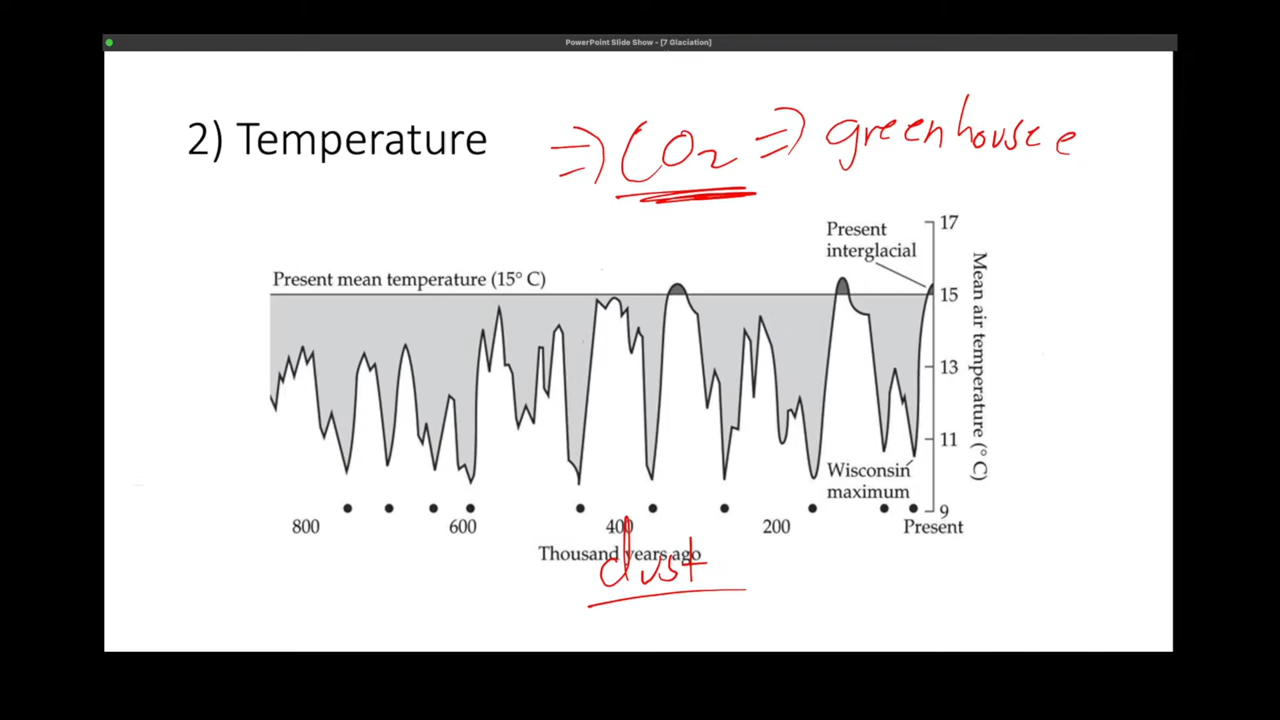 PowerPoint Slide Show - [7 Glaciation]
2) Temperature
⇒ CO2 ⇒ greenhouse e
Present mean temperature (15° C)
Present
interglacial
17
15
13
11
9
Mean air temperature (° C)
Wisconsin
maximum
800 600 400 200 Present
Thousand years ago
dust